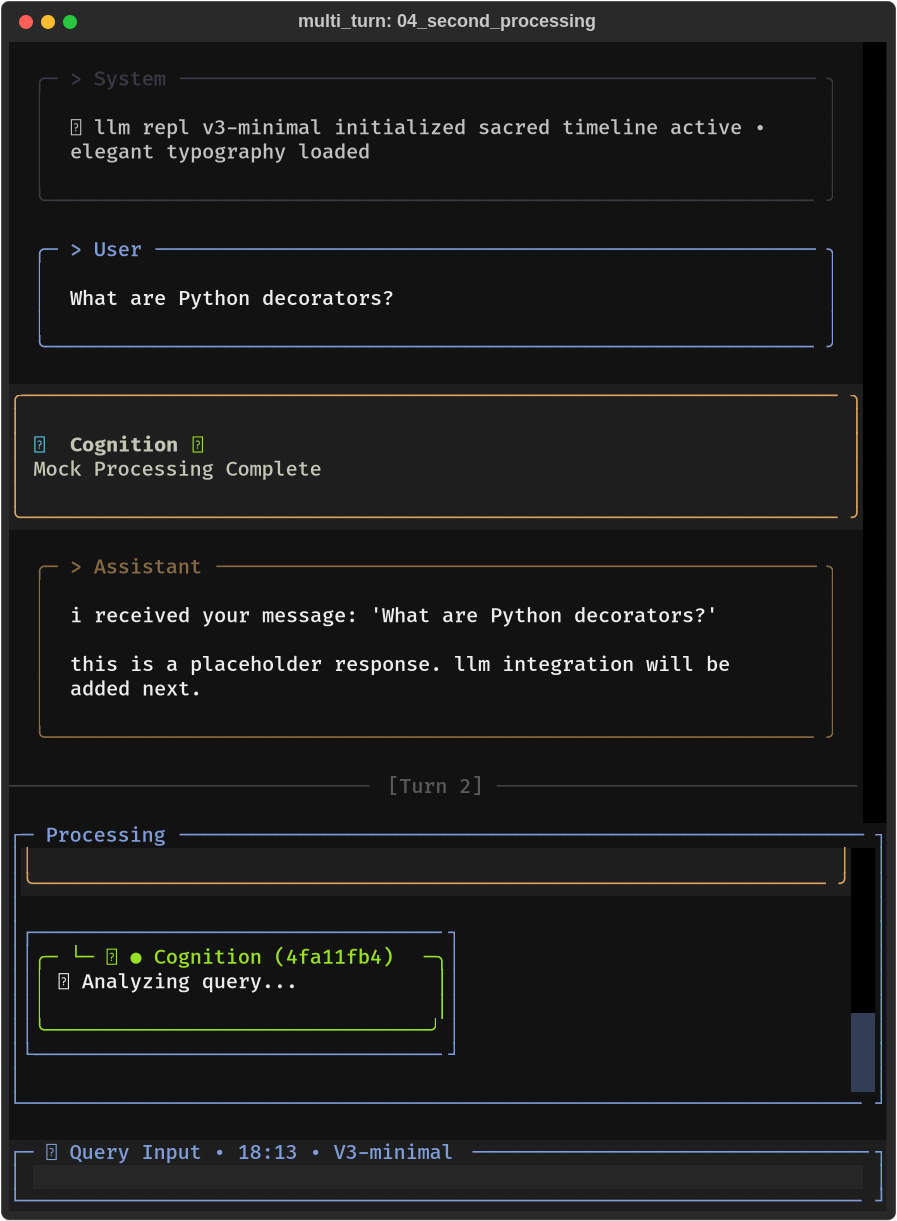 multi_turn: 04_second_processing
> System
llm repl v3-minimal initialized sacred timeline active •
elegant typography loaded
> User
What are Python decorators?
Cognition
Mock Processing Complete
> Assistant
i received your message: 'What are Python decorators?'
this is a placeholder response. llm integration will be
added next.
[Turn 2]
Processing
└─ ● Cognition (4fa11fb4)
Analyzing query...
Query Input • 18:13 • V3-minimal